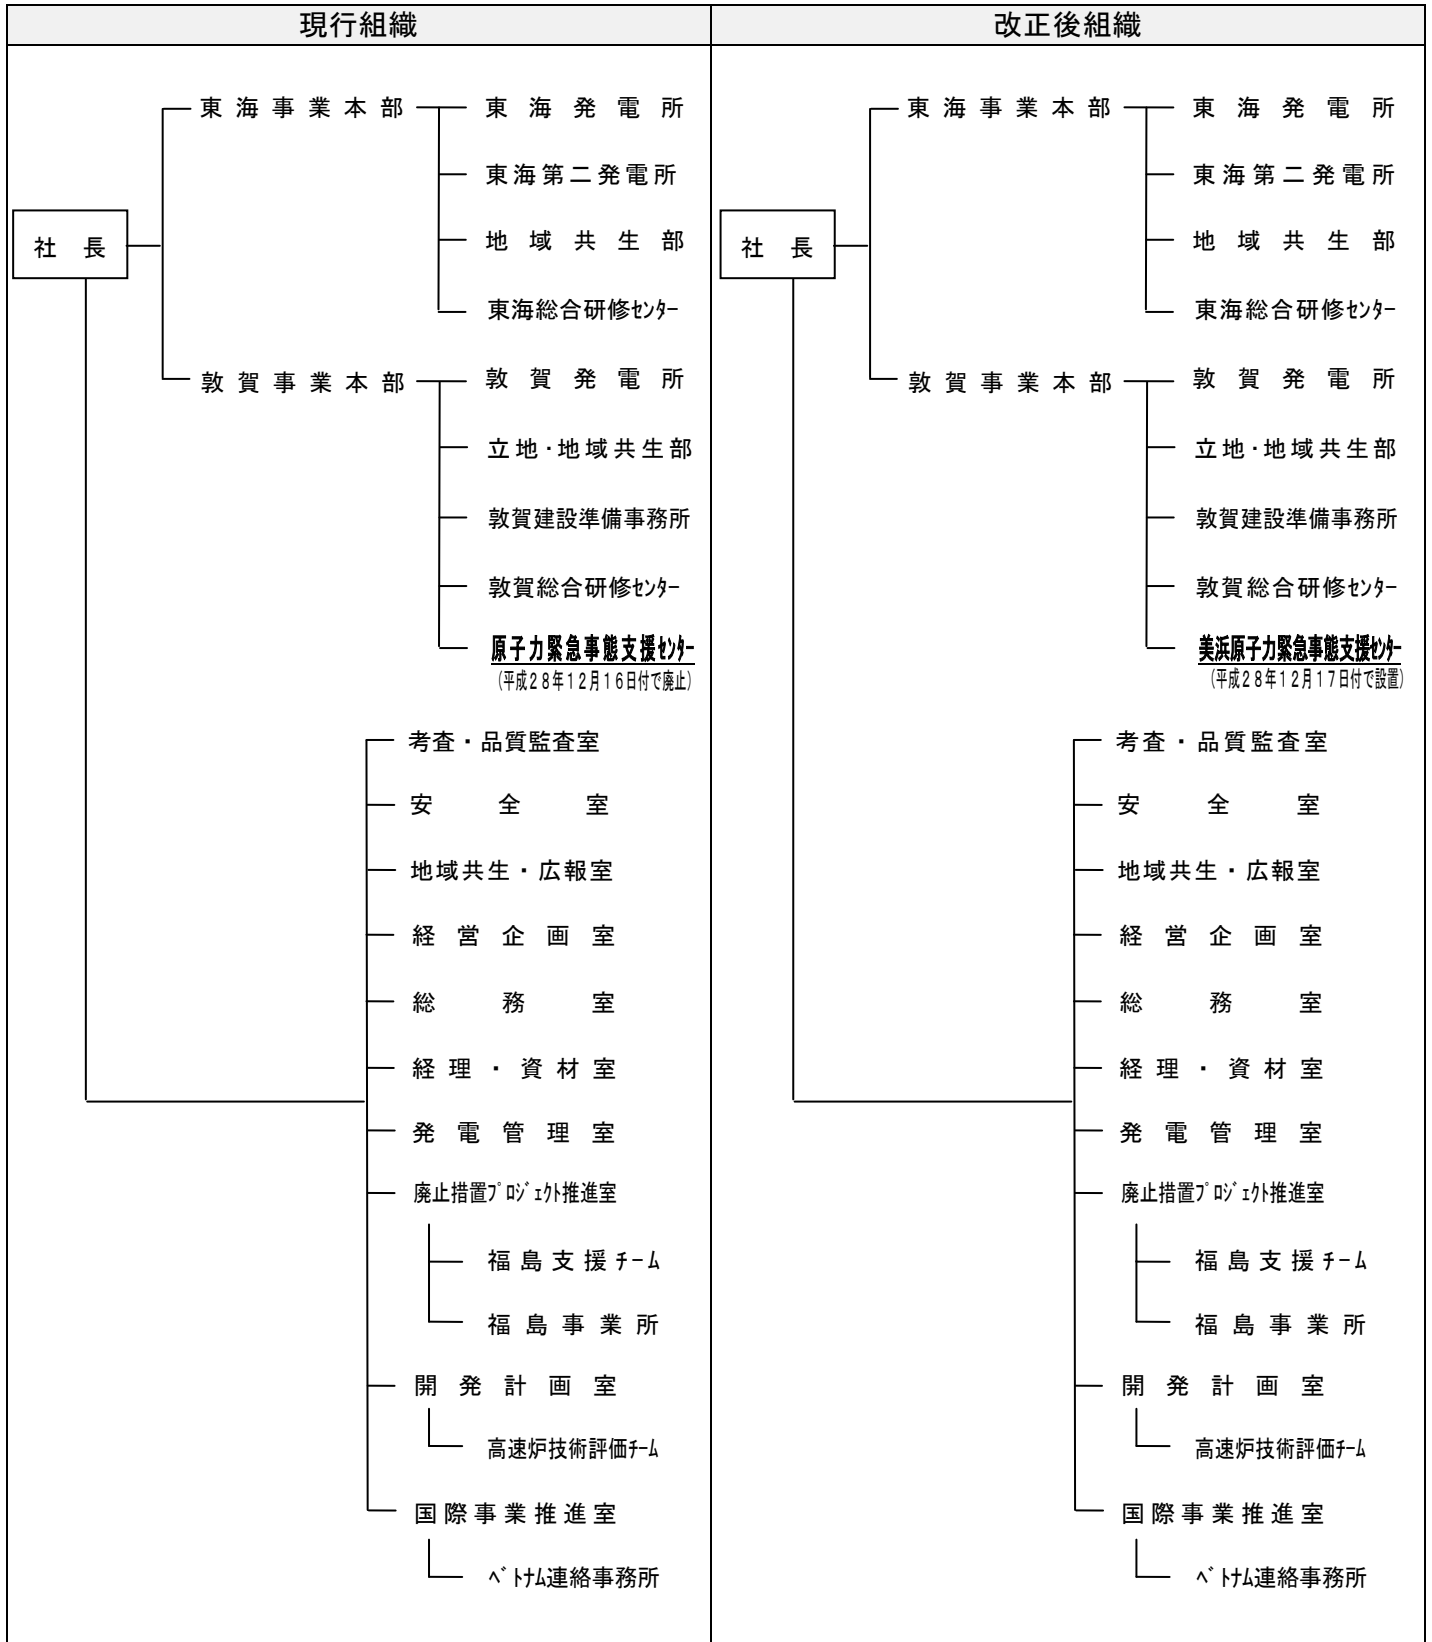 現行組織
東海事業本部
東海発電所
東海第二発電所
社長
地域共生部
東海総合研修ｾﾝﾀｰ
敦賀事業本部
敦賀発電所
立地･地域共生部
敦賀建設準備事務所
敦賀総合研修ｾﾝﾀｰ
原子力緊急事態支援ｾﾝﾀｰ
(平成２８年１２月１６日付で廃止)
考査・品質監査室
安全室
地域共生・広報室
経営企画室
総務室
経理・資材室
発電管理室
廃止措置ﾌﾟﾛｼﾞｪｸﾄ推進室
福島支援ﾁｰﾑ
福島事業所
開発計画室
高速炉技術評価ﾁｰﾑ
国際事業推進室
ﾍﾞﾄﾅﾑ連絡事務所
改正後組織
東海事業本部
東海発電所
東海第二発電所
社長
地域共生部
東海総合研修ｾﾝﾀｰ
敦賀事業本部
敦賀発電所
立地･地域共生部
敦賀建設準備事務所
敦賀総合研修ｾﾝﾀｰ
美浜原子力緊急事態支援ｾﾝﾀｰ
(平成２８年１２月１７日付で設置)
考査・品質監査室
安全室
地域共生・広報室
経営企画室
総務室
経理・資材室
発電管理室
廃止措置ﾌﾟﾛｼﾞｪｸﾄ推進室
福島支援ﾁｰﾑ
福島事業所
開発計画室
高速炉技術評価ﾁｰﾑ
国際事業推進室
ﾍﾞﾄﾅﾑ連絡事務所